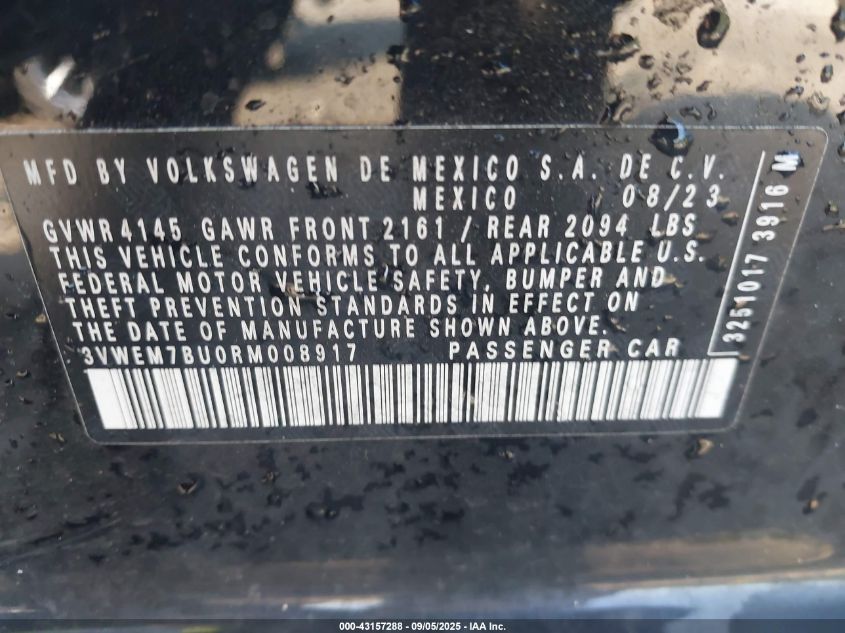 MFD BY VOLKSWAGEN DE MEXICO S.A. DE C.V.
MEXICO 08/23
GVWR 4145 GAWR FRONT 2161 / REAR 2094 LBS
THIS VEHICLE CONFORMS TO ALL APPLICABLE U.S.
FEDERAL MOTOR VEHICLE SAFETY, BUMPER AND
THEFT PREVENTION STANDARDS IN EFFECT ON
THE DATE OF MANUFACTURE SHOWN ABOVE.
3VWEM7BU0RM008917 PASSENGER CAR
3251017 3916 M
000-43157288 - 09/05/2025 - IAA Inc.